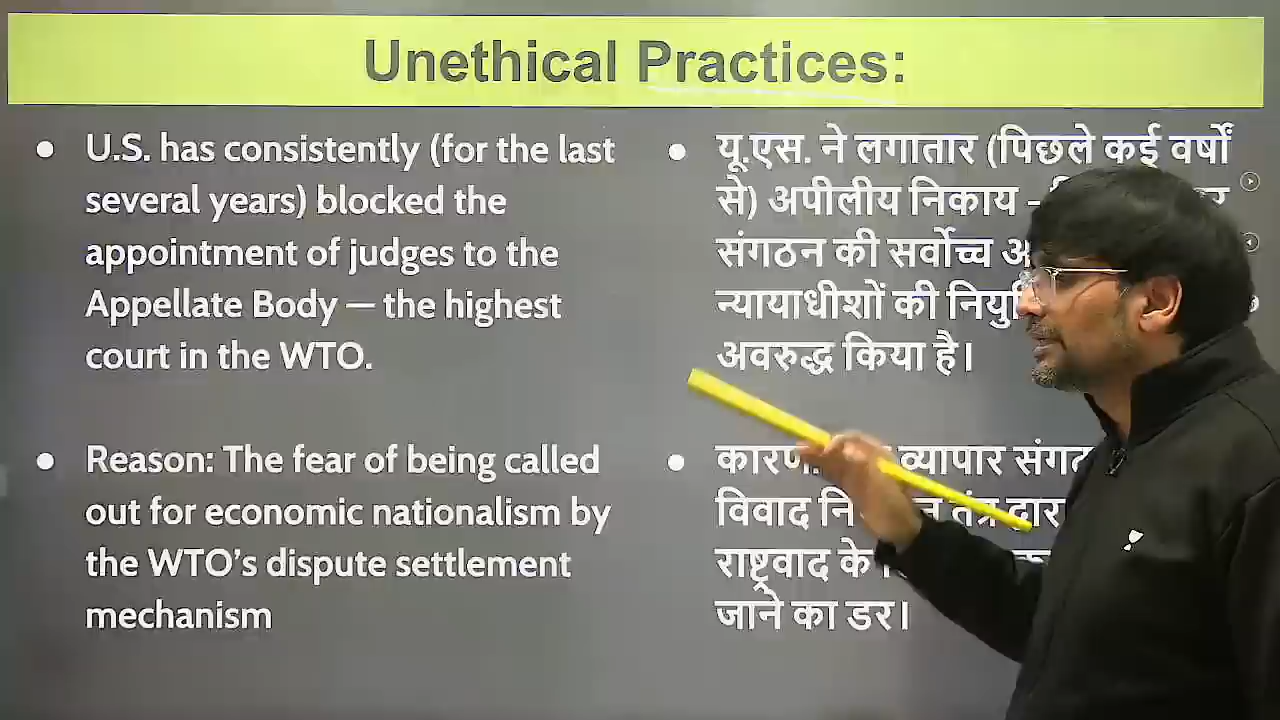 Unethical Practices:
U.S. has consistently (for the last
several years) blocked the
appointment of judges to the
Appellate Body — the highest
court in the WTO.
Reason: The fear of being called
out for economic nationalism by
the WTO's dispute settlement
mechanism
यू.एस. ने लगातार (पिछले कई वर्षों
से) अपीलीय निकाय –
संगठन की सर्वोच्च
न्यायाधीशों की
अवरुद्ध किया है।
व्यापार
विवाद
राष्ट्रवाद के
जाने का डर।